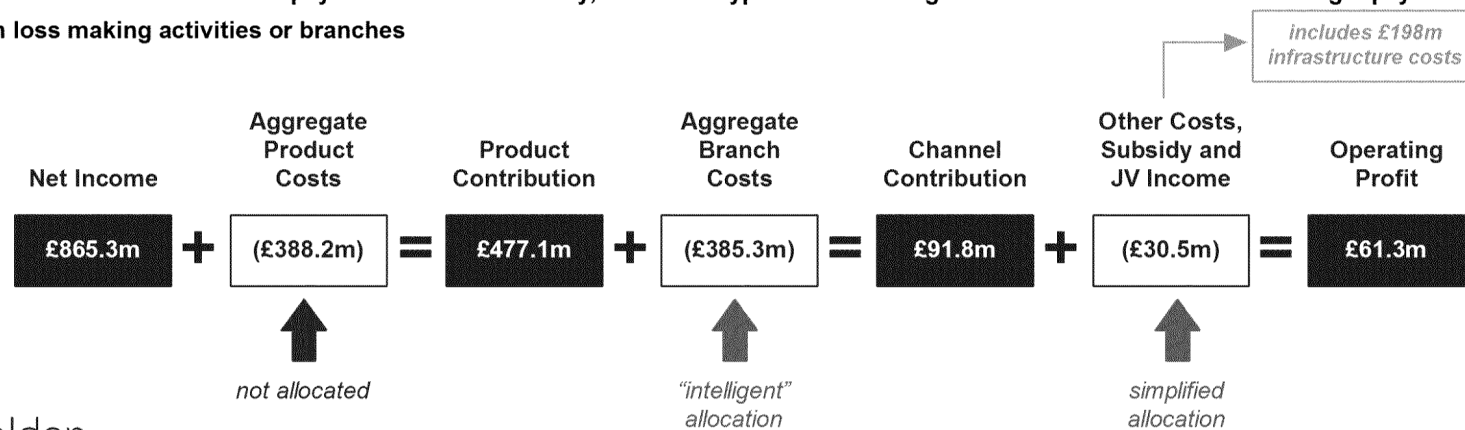 n loss making activities or branches
includes £198m
infrastructure costs
Net Income
Aggregate
Product
Costs
Product
Contribution
Aggregate
Branch
Costs
Channel
Contribution
Other Costs,
Subsidy and
JV Income
Operating
Profit
£865.3m + (£388.2m) = £477.1m + (£385.3m) = £91.8m + (£30.5m) = £61.3m
not allocated
"intelligent"
allocation
simplified
allocation